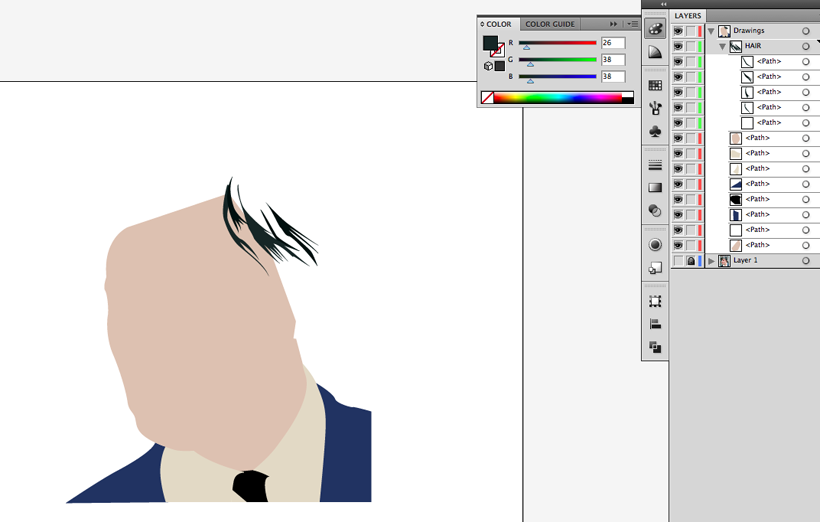 COLOR
COLOR GUIDE
R
26
G
38
B
38
LAYERS
Drawings
HAIR
<Path>
<Path>
<Path>
<Path>
<Path>
<Path>
<Path>
<Path>
<Path>
<Path>
<Path>
<Path>
<Path>
Layer 1